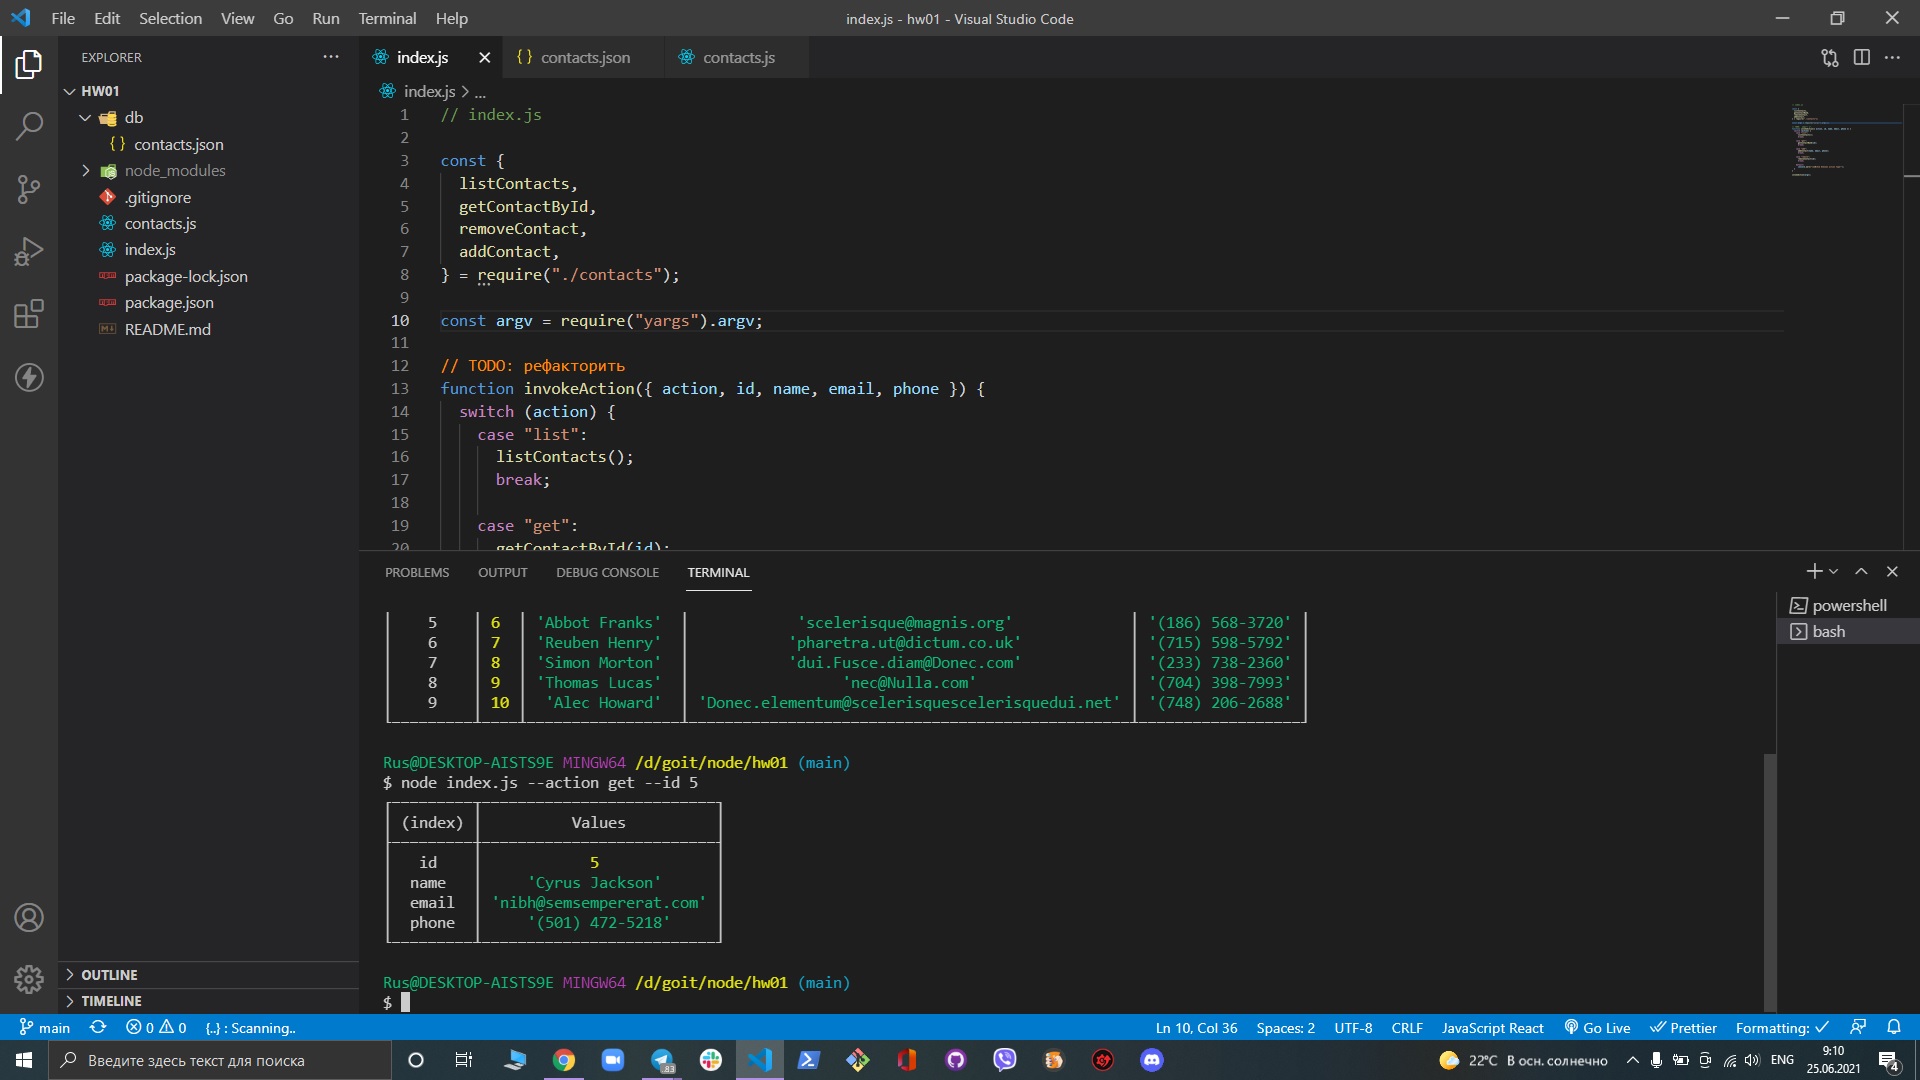 File Edit Selection View Go Run Terminal Help
index.js - hw01 - Visual Studio Code
EXPLORER
HW01
db
contacts.json
node_modules
.gitignore
contacts.js
index.js
package-lock.json
package.json
README.md
OUTLINE
TIMELINE
index.js
contacts.json
contacts.js
index.js > ...
1 // index.js
2
3 const {
4 listContacts,
5 getContactById,
6 removeContact,
7 addContact,
8 } = require("./contacts");
9
10 const argv = require("yargs").argv;
11
12 // TODO: рефакторить
13 function invokeAction({ action, id, name, email, phone }) {
14 switch (action) {
15 case "list":
16 listContacts();
17 break;
18
19 case "get":
20 getContactById(id);
PROBLEMS OUTPUT DEBUG CONSOLE TERMINAL
powershell
bash
5 6 'Abbot Franks' 'scelerisque@magnis.org' '(186) 568-3720'
6 7 'Reuben Henry' 'pharetra.ut@dictum.co.uk' '(715) 598-5792'
7 8 'Simon Morton' 'dui.Fusce.diam@Donec.com' '(233) 738-2360'
8 9 'Thomas Lucas' 'nec@Nulla.com' '(704) 398-7993'
9 10 'Alec Howard' 'Donec.elementum@scelerisquescelerisquedui.net' '(748) 206-2688'
Rus@DESKTOP-AISTS9E MINGW64 /d/goit/node/hw01 (main)
$ node index.js --action get --id 5
(index) Values
id 5
name 'Cyrus Jackson'
email 'nibh@semsempererat.com'
phone '(501) 472-5218'
Rus@DESKTOP-AISTS9E MINGW64 /d/goit/node/hw01 (main)
$
main 0 0 {..} : Scanning..
Ln 10, Col 36 Spaces: 2 UTF-8 CRLF JavaScript React Go Live Prettier Formatting:
Введите здесь текст для поиска
83
22°C В осн. солнечно
ENG
9:10
25.06.2021
4